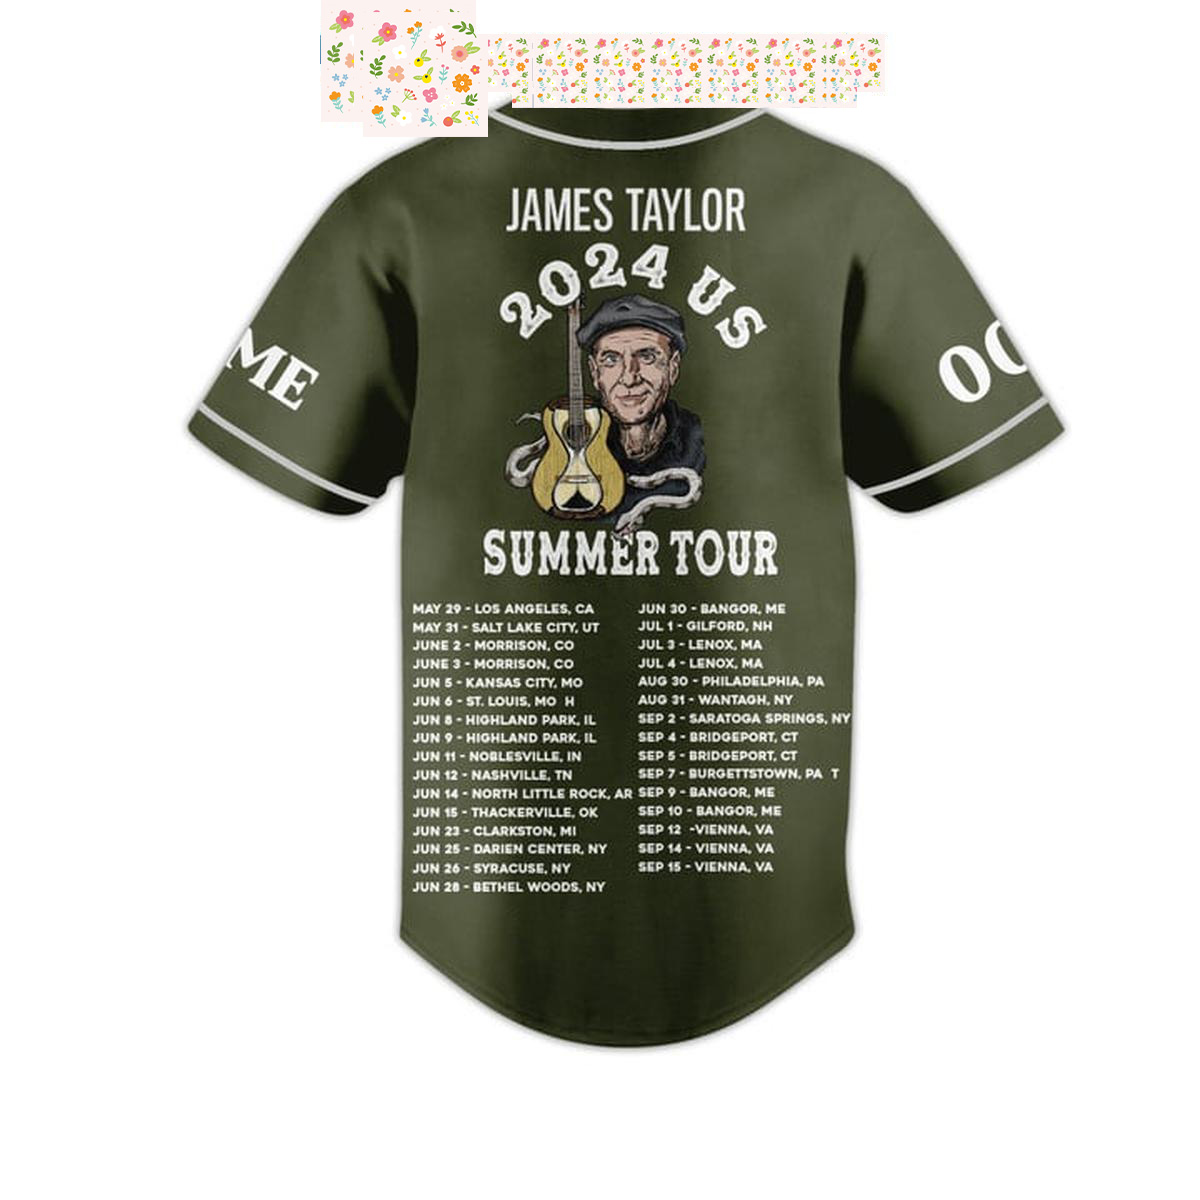 JAMES TAYLOR
2024 US
ME
00
SUMMER TOUR
MAY 29 - LOS ANGELES, CA
MAY 31 - SALT LAKE CITY, UT
JUNE 2 - MORRISON, CO
JUNE 3 - MORRISON, CO
JUN 5 - KANSAS CITY, MO
JUN 6 - ST. LOUIS, MO H
JUN 8 - HIGHLAND PARK, IL
JUN 9 - HIGHLAND PARK, IL
JUN 11 - NOBLESVILLE, IN
JUN 12 - NASHVILLE, TN
JUN 14 - NORTH LITTLE ROCK, AR
JUN 15 - THACKERVILLE, OK
JUN 23 - CLARKSTON, MI
JUN 25 - DARIEN CENTER, NY
JUN 26 - SYRACUSE, NY
JUN 28 - BETHEL WOODS, NY
JUN 30 - BANGOR, ME
JUL 1 - GILFORD, NH
JUL 3 - LENOX, MA
JUL 4 - LENOX, MA
AUG 30 - PHILADELPHIA, PA
AUG 31 - WANTAGH, NY
SEP 2 - SARATOGA SPRINGS, NY
SEP 4 - BRIDGEPORT, CT
SEP 5 - BRIDGEPORT, CT
SEP 7 - BURGETTSTOWN, PA T
SEP 9 - BANGOR, ME
SEP 10 - BANGOR, ME
SEP 12 -VIENNA, VA
SEP 14 - VIENNA, VA
SEP 15 - VIENNA, VA